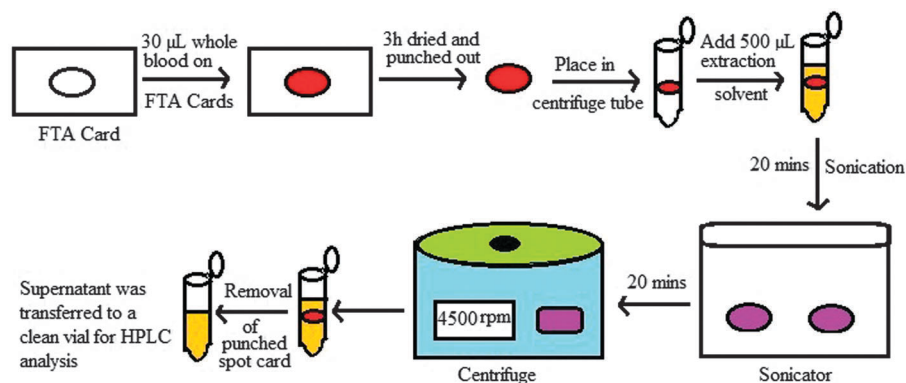 30 µL whole
blood on
FTA Cards
FTA Card
3h dried and
punched out
Place in
centrifuge tube
Add 500 µL
extraction
solvent
20 mins
Sonication
Sonicator
20 mins
4500 rpm
Centrifuge
Removal
of punched
spot card
Supernatant was
transferred to a
clean vial for HPLC
analysis